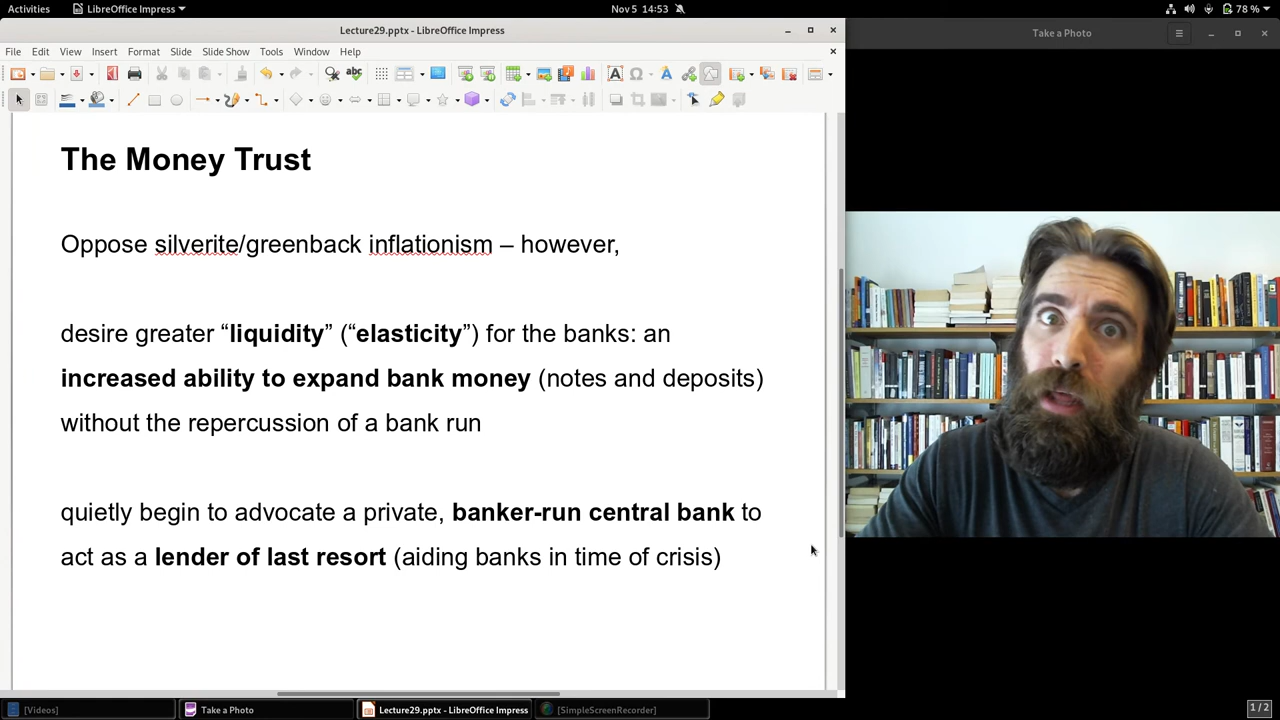 Activities LibreOffice Impress Nov 5 14:53 78 %
Lecture29.pptx - LibreOffice Impress
Take a Photo
File Edit View Insert Format Slide Slide Show Tools Window Help
The Money Trust
Oppose silverite/greenback inflationism – however,
desire greater “liquidity” (“elasticity”) for the banks: an
increased ability to expand bank money (notes and deposits)
without the repercussion of a bank run
quietly begin to advocate a private, banker-run central bank to
act as a lender of last resort (aiding banks in time of crisis)
[Videos] Take a Photo Lecture29.pptx - LibreOffice Impress [SimpleScreenRecorder] 1 / 2